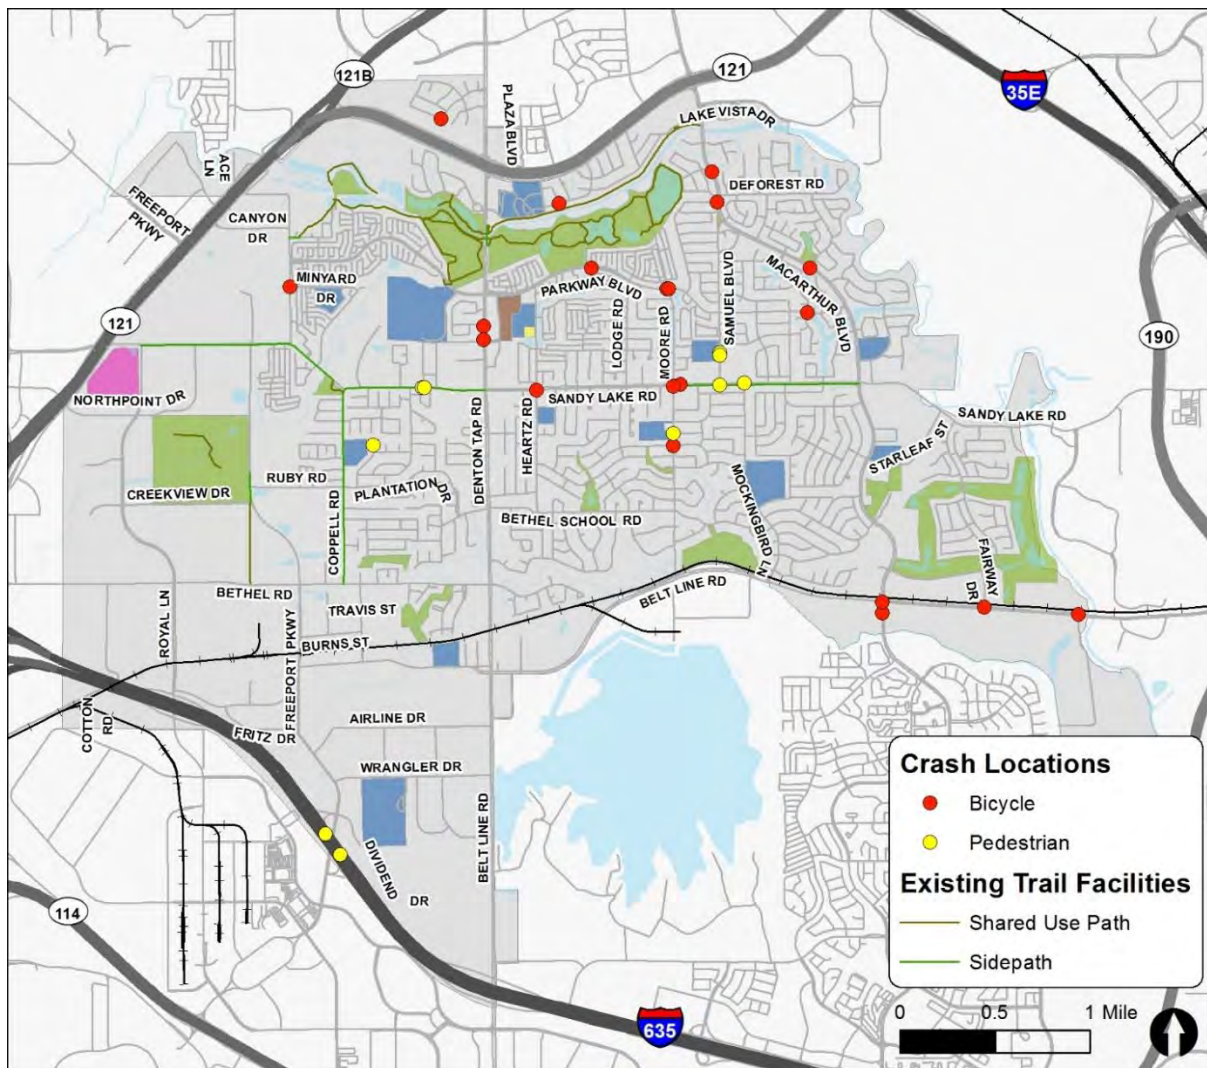 121B
121
35E
PLAZA BLVD
LAKE VISTA DR
ACE
LN
FREEPORT
PKWY
DEFOREST RD
CANYON
DR
MINYARD
DR
PARKWAY BLVD
SAMUEL BLVD
MACARTHUR BLVD
LODGE RD
MOORE RD
121
190
NORTHPOINT DR
SANDY LAKE RD
SANDY LAKE RD
DENTON TAP RD
HEARTZ RD
STARLEAF ST
RUBY RD
CREEKVIEW DR
PLANTATION
DR
COPPELL RD
BETHEL SCHOOL RD
MOCKINGBIRD LN
FAIRWAY
DR
BETHEL RD
BELT LINE RD
ROYAL LN
TRAVIS ST
FREEPORT PKWY
BURNS ST
COTTON
RD
FRITZ DR
AIRLINE DR
WRANGLER DR
BELT LINE RD
DIVIDEND
DR
114
635
Crash Locations
Bicycle
Pedestrian
Existing Trail Facilities
Shared Use Path
Sidepath
0 0.5 1 Mile